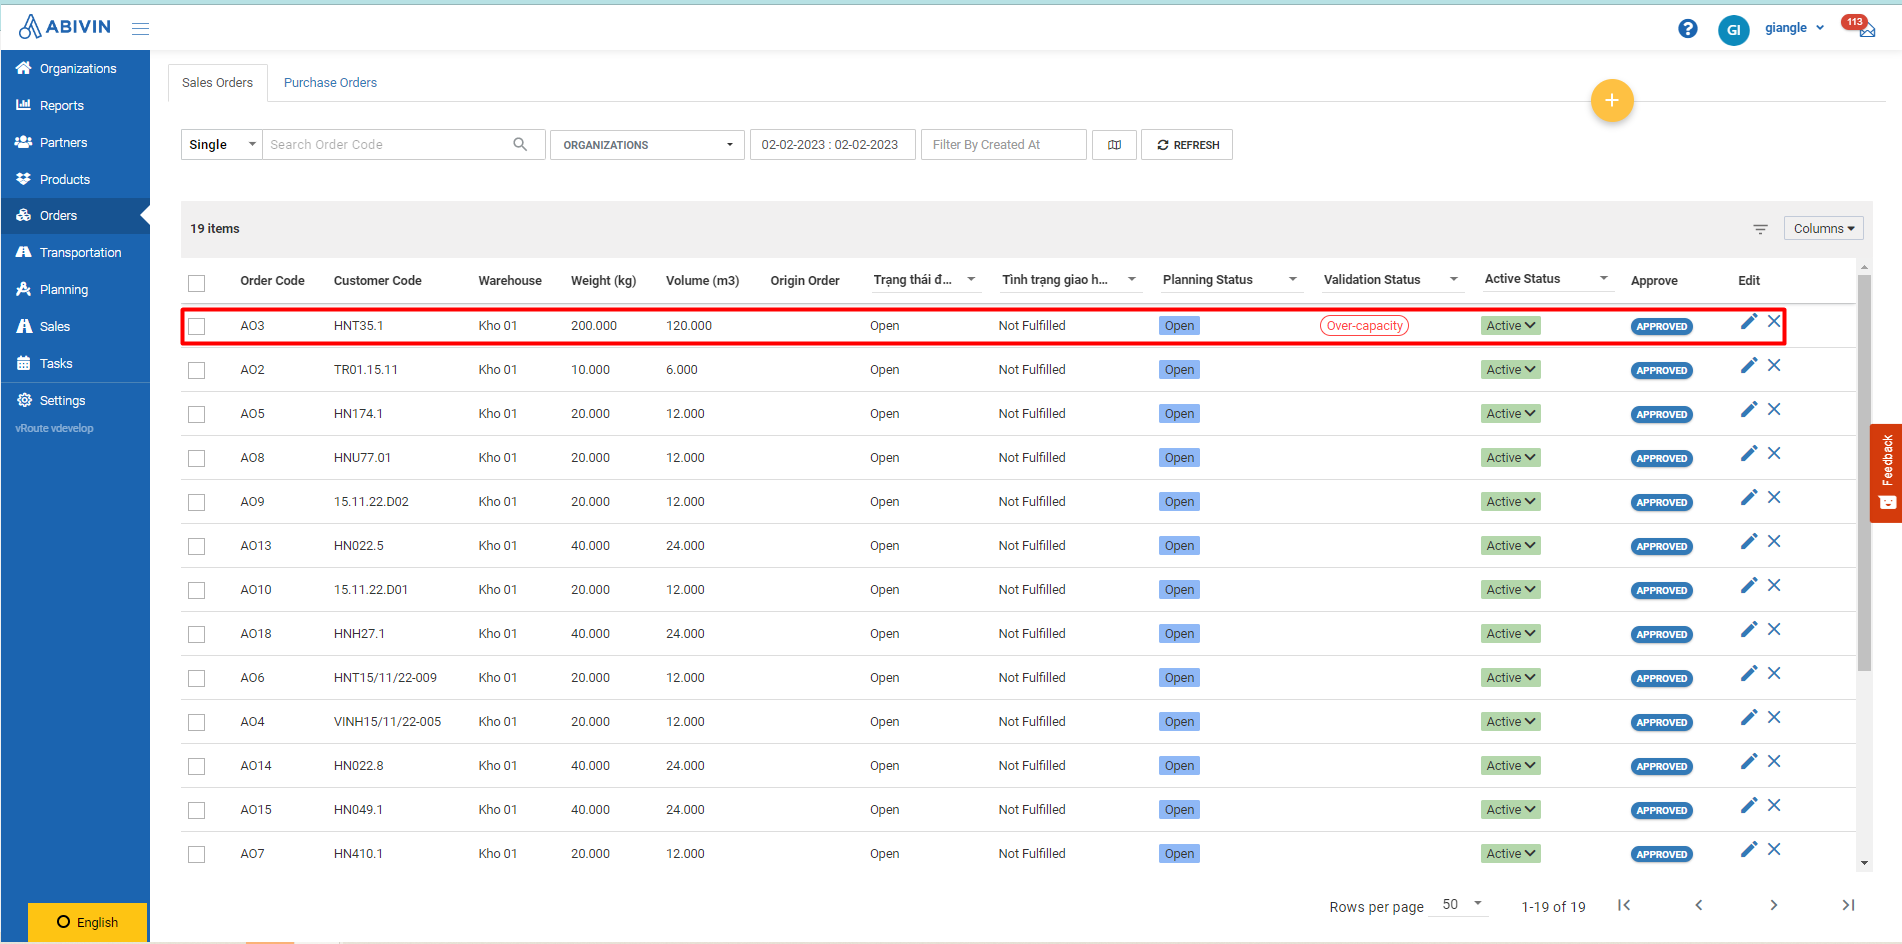 ABIVIN
?
GI
giangle
113
Organizations
Reports
Partners
Products
Orders
Transportation
Planning
Sales
Tasks
Settings
vRoute vdevelop
English
Sales Orders
Purchase Orders
+
Single
Search Order Code
ORGANIZATIONS
02-02-2023 : 02-02-2023
Filter By Created At
REFRESH
19 items
Columns
Order Code Customer Code Warehouse Weight (kg) Volume (m3) Origin Order Trạng thái đ... Tình trạng giao h... Planning Status Validation Status Active Status Approve Edit
AO3 HNT35.1 Kho 01 200.000 120.000 Open Not Fulfilled Open Over-capacity Active APPROVED
AO2 TR01.15.11 Kho 01 10.000 6.000 Open Not Fulfilled Open Active APPROVED
AO5 HN174.1 Kho 01 20.000 12.000 Open Not Fulfilled Open Active APPROVED
AO8 HNU77.01 Kho 01 20.000 12.000 Open Not Fulfilled Open Active APPROVED
AO9 15.11.22.D02 Kho 01 20.000 12.000 Open Not Fulfilled Open Active APPROVED
AO13 HN022.5 Kho 01 40.000 24.000 Open Not Fulfilled Open Active APPROVED
AO10 15.11.22.D01 Kho 01 20.000 12.000 Open Not Fulfilled Open Active APPROVED
AO18 HNH27.1 Kho 01 40.000 24.000 Open Not Fulfilled Open Active APPROVED
AO6 HNT15/11/22-009 Kho 01 20.000 12.000 Open Not Fulfilled Open Active APPROVED
AO4 VINH15/11/22-005 Kho 01 20.000 12.000 Open Not Fulfilled Open Active APPROVED
AO14 HN022.8 Kho 01 40.000 24.000 Open Not Fulfilled Open Active APPROVED
AO15 HN049.1 Kho 01 40.000 24.000 Open Not Fulfilled Open Active APPROVED
AO7 HN410.1 Kho 01 20.000 12.000 Open Not Fulfilled Open Active APPROVED
Rows per page 50 1-19 of 19
Feedback